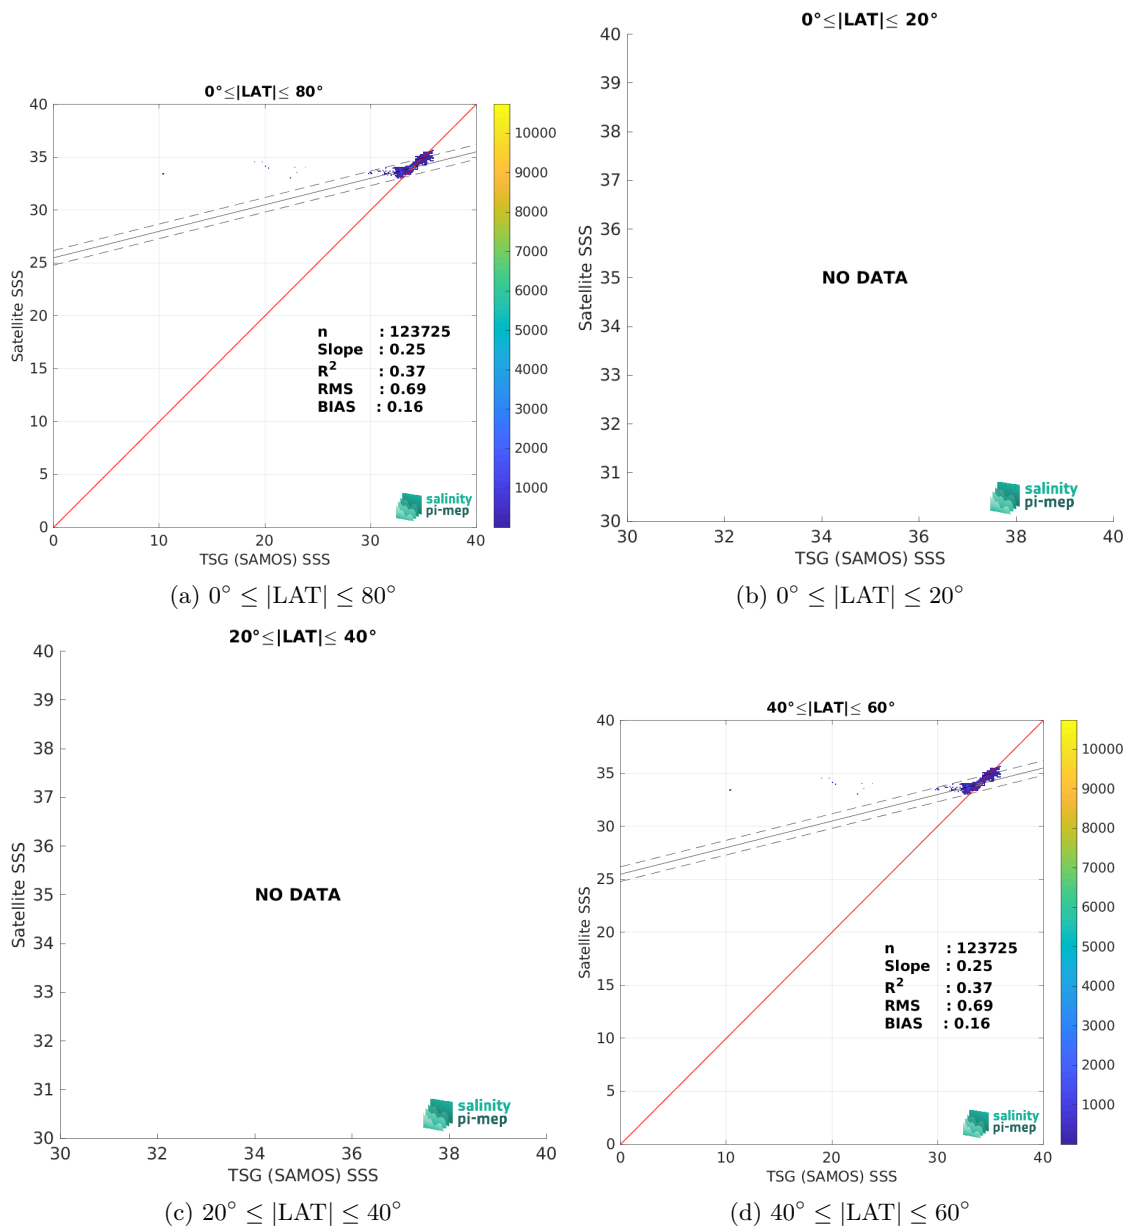 0°≤|LAT|≤ 80°
40
35
30
25
20
15
10
5
0
Satellite SSS
0 10 20 30 40
TSG (SAMOS) SSS
n : 123725
Slope : 0.25
R² : 0.37
RMS : 0.69
BIAS : 0.16
salinity
pi-mep
10000
9000
8000
7000
6000
5000
4000
3000
2000
1000
(a) 0° ≤ |LAT| ≤ 80°
0°≤|LAT|≤ 20°
40
39
38
37
36
35
34
33
32
31
30
Satellite SSS
NO DATA
salinity
pi-mep
30 32 34 36 38 40
TSG (SAMOS) SSS
(b) 0° ≤ |LAT| ≤ 20°
20°≤|LAT|≤ 40°
40
39
38
37
36
35
34
33
32
31
30
Satellite SSS
NO DATA
salinity
pi-mep
30 32 34 36 38 40
TSG (SAMOS) SSS
(c) 20° ≤ |LAT| ≤ 40°
40°≤|LAT|≤ 60°
40
35
30
25
20
15
10
5
0
Satellite SSS
0 10 20 30 40
TSG (SAMOS) SSS
n : 123725
Slope : 0.25
R² : 0.37
RMS : 0.69
BIAS : 0.16
salinity
pi-mep
10000
9000
8000
7000
6000
5000
4000
3000
2000
1000
(d) 40° ≤ |LAT| ≤ 60°